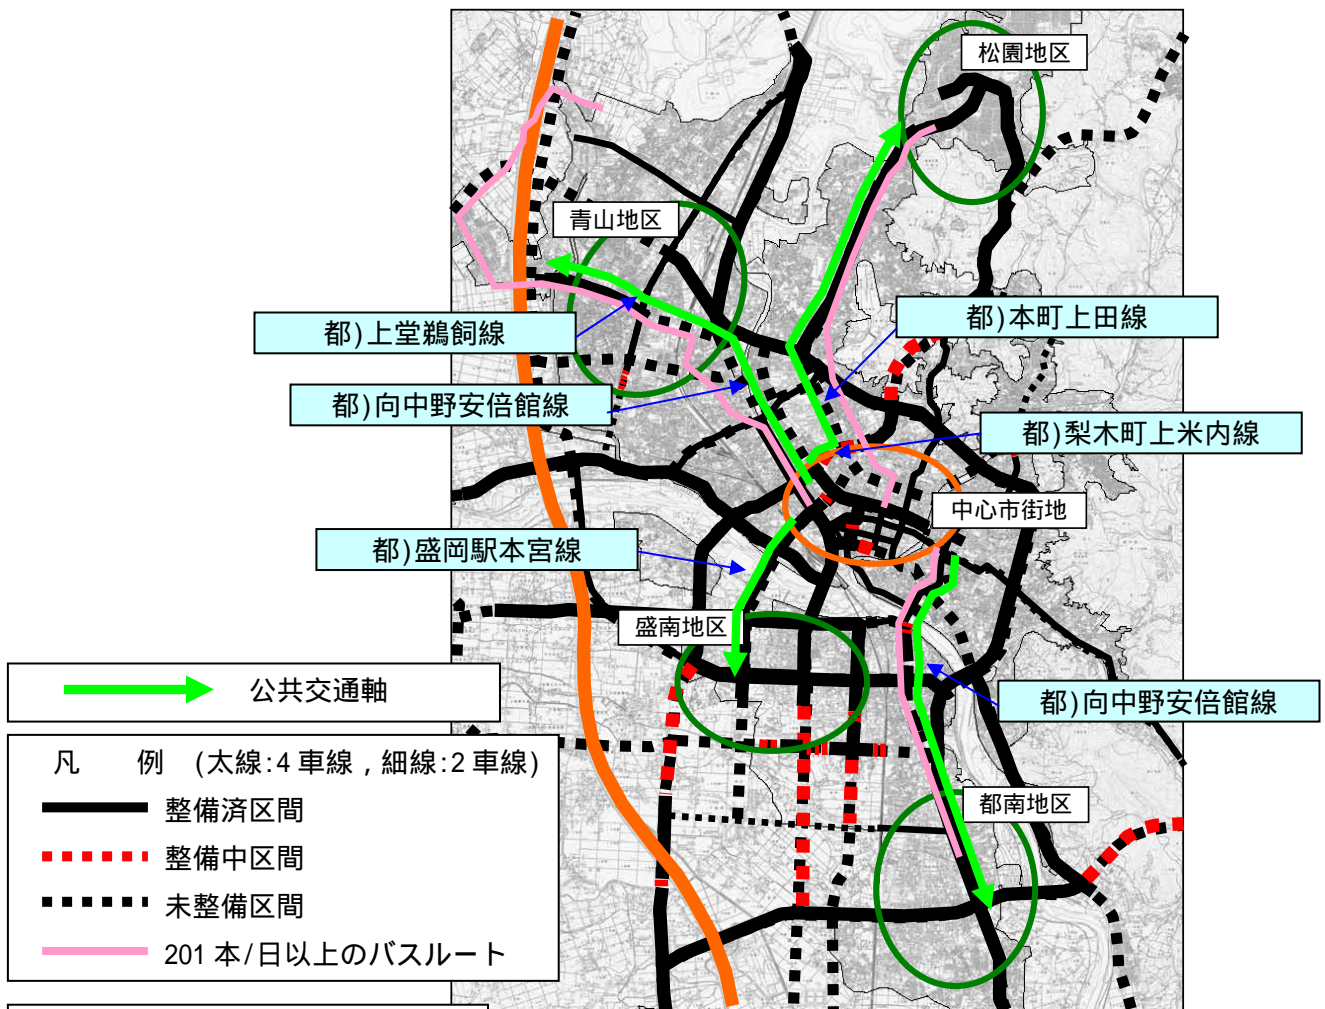 松園地区
青山地区
都)上堂鵜飼線
都)本町上田線
都)向中野安倍館線
都)梨木町上米内線
中心市街地
都)盛岡駅本宮線
盛南地区
都)向中野安倍館線
公共交通軸
凡 例 (太線:4車線，細線:2車線)
整備済区間
整備中区間
未整備区間
201本/日以上のバスルート
都南地区